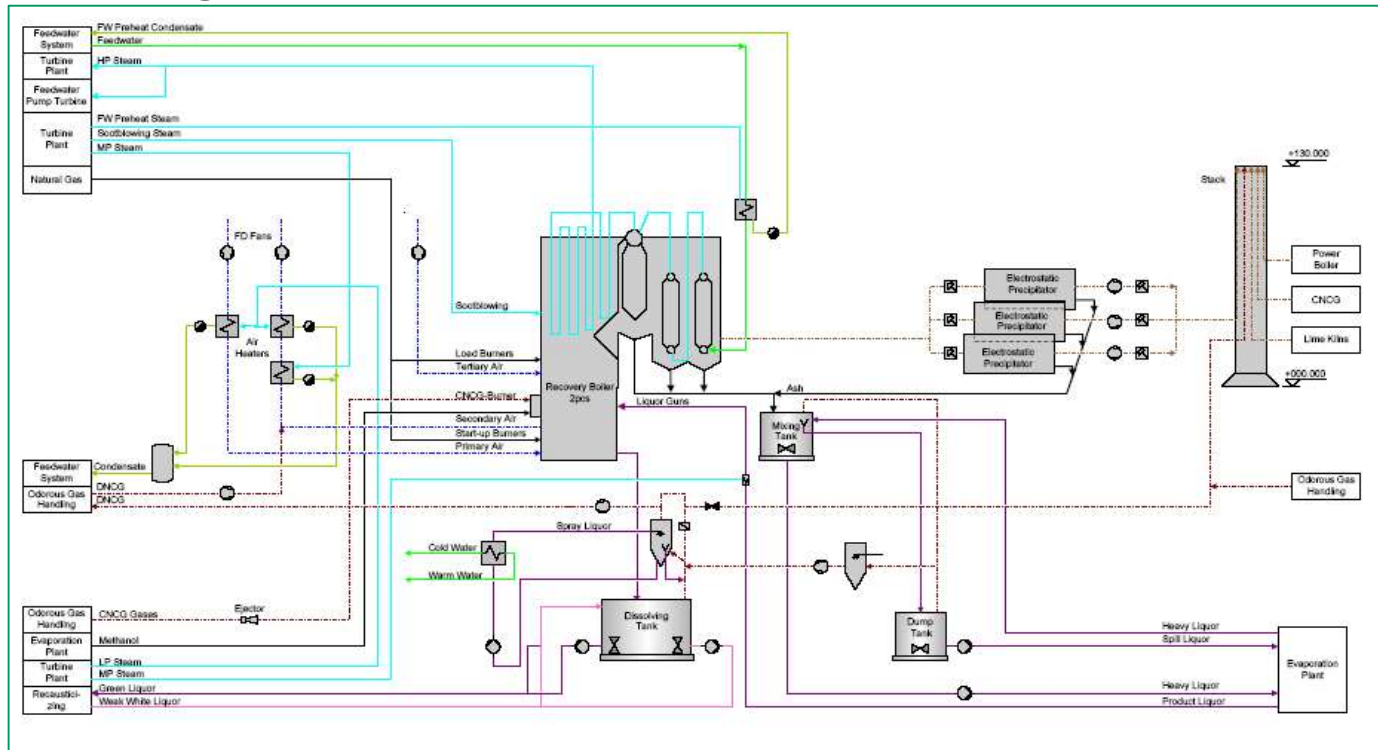 FW Preheat Condensate
Feedwater
System
Feedwater
Turbine
Plant
HP Steam
Feedwater
Pump Turbine
FW Preheat Steam
Turbine
Plant
Sootblowing Steam
MP Steam
Natural Gas
+130.000
Stack
FD Fans
Power
Boiler
Electrostatic
Precipitator
CNCG
Sootblowing
Electrostatic
Precipitator
Air
Heaters
Lime Kilns
Electrostatic
Precipitator
Load Burners
Tertiary Air
+000.000
Recovery Boiler
2pcs
Ash
CNCG-Burner
Liquor Guns
Secondary Air
Mixing
Tank
Start-up Burners
Primary Air
Feedwater
System
Condensate
DNCG
Odorous Gas
Handling
DNCG
Odorous Gas
Handling
Spray Liquor
Cold Water
Warm Water
Odorous Gas
Handling
CNCG Gases
Ejector
Dissolving
Tank
Dump
Tank
Heavy Liquor
Spill Liquor
Evaporation
Plant
Methanol
Turbine
Plant
LP Steam
MP Steam
Evaporation
Plant
Recaustici-
zing
Green Liquor
Weak White Liquor
Heavy Liquor
Product Liquor